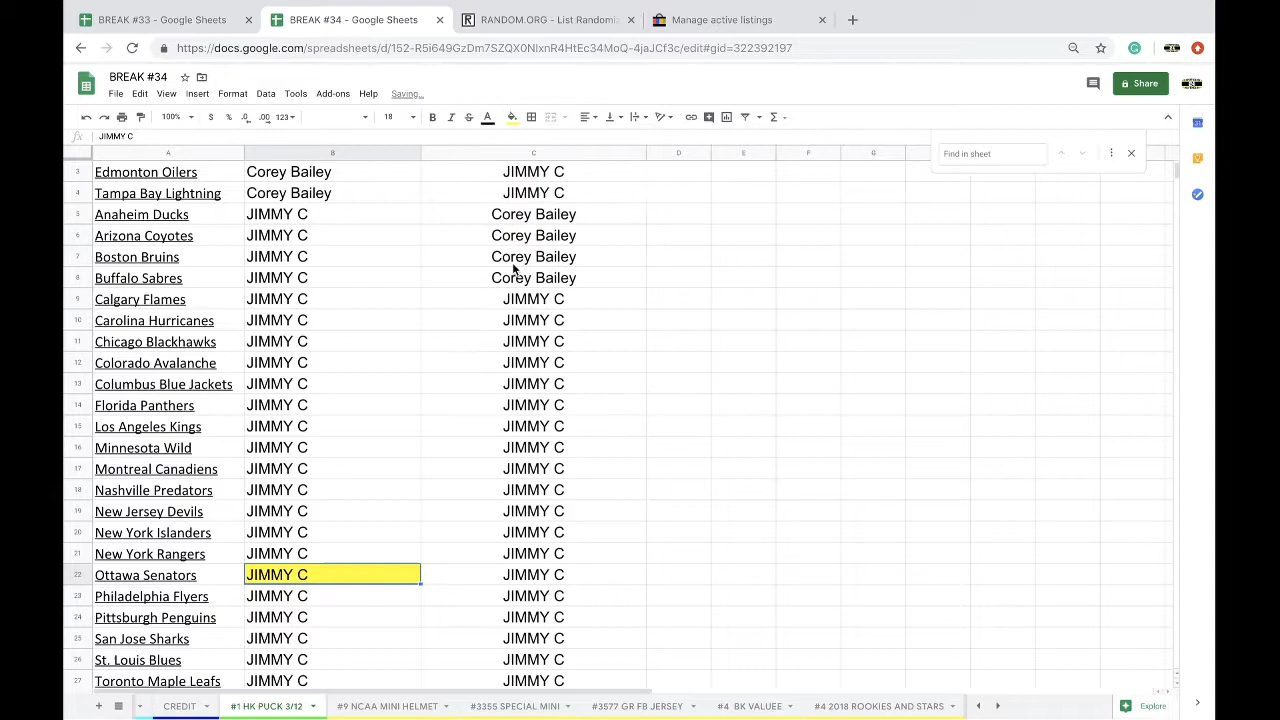 BREAK #33 - Google Sheets
BREAK #34 - Google Sheets
RANDOM.ORG - List Randomiz
Manage active listings
https://docs.google.com/spreadsheets/d/152-R5i649GzDm7SZQX0NIxnR4HtEc34MoQ-4jaJCf3c/edit#gid=322392197
BREAK #34
File Edit View Insert Format Data Tools Add-ons Help Saving...
Share
100% $ % .0 .00 123 18 B I S A
fx JIMMY C
Find in sheet
A B C D E F G
3 Edmonton Oilers Corey Bailey JIMMY C
4 Tampa Bay Lightning Corey Bailey JIMMY C
5 Anaheim Ducks JIMMY C Corey Bailey
6 Arizona Coyotes JIMMY C Corey Bailey
7 Boston Bruins JIMMY C Corey Bailey
8 Buffalo Sabres JIMMY C Corey Bailey
9 Calgary Flames JIMMY C JIMMY C
10 Carolina Hurricanes JIMMY C JIMMY C
11 Chicago Blackhawks JIMMY C JIMMY C
12 Colorado Avalanche JIMMY C JIMMY C
13 Columbus Blue Jackets JIMMY C JIMMY C
14 Florida Panthers JIMMY C JIMMY C
15 Los Angeles Kings JIMMY C JIMMY C
16 Minnesota Wild JIMMY C JIMMY C
17 Montreal Canadiens JIMMY C JIMMY C
18 Nashville Predators JIMMY C JIMMY C
19 New Jersey Devils JIMMY C JIMMY C
20 New York Islanders JIMMY C JIMMY C
21 New York Rangers JIMMY C JIMMY C
22 Ottawa Senators JIMMY C JIMMY C
23 Philadelphia Flyers JIMMY C JIMMY C
24 Pittsburgh Penguins JIMMY C JIMMY C
25 San Jose Sharks JIMMY C JIMMY C
26 St. Louis Blues JIMMY C JIMMY C
27 Toronto Maple Leafs JIMMY C JIMMY C
CREDIT #1 HK PUCK 3/12 #9 NCAA MINI HELMET #3355 SPECIAL MINI #3577 GR FB JERSEY #4 BK VALUEE #4 2018 ROOKIES AND STARS Explore